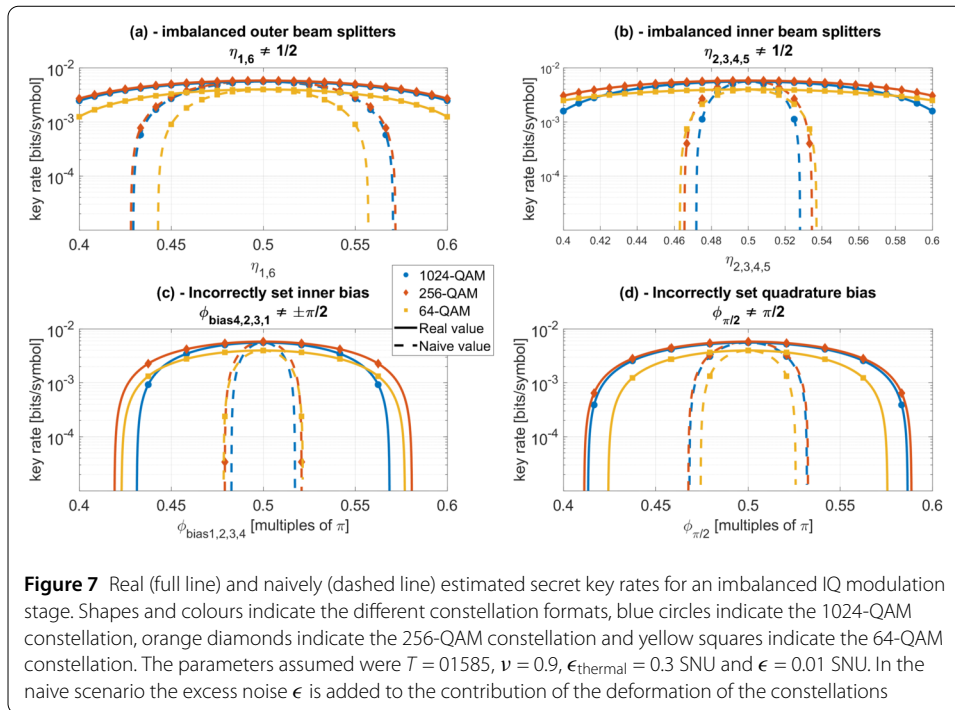 (a) - imbalanced outer beam splitters
η1,6 ≠ 1/2
key rate [bits/symbol]
10^-2
10^-3
10^-4
0.4 0.45 0.5 0.55 0.6
η1,6
(b) - imbalanced inner beam splitters
η2,3,4,5 ≠ 1/2
key rate [bits/symbol]
10^-2
10^-3
10^-4
0.4 0.42 0.44 0.46 0.48 0.5 0.52 0.54 0.56 0.58 0.6
η2,3,4,5
1024-QAM
256-QAM
64-QAM
Real value
Naive value
(c) - Incorrectly set inner bias
ϕbias4,2,3,1 ≠ ±π/2
key rate [bits/symbol]
10^-2
10^-3
10^-4
0.4 0.45 0.5 0.55 0.6
ϕbias1,2,3,4 [multiples of π]
(d) - Incorrectly set quadrature bias
ϕπ/2 ≠ π/2
key rate [bits/symbol]
10^-2
10^-3
10^-4
0.4 0.45 0.5 0.55 0.6
ϕπ/2 [multiples of π]
Figure 7 Real (full line) and naively (dashed line) estimated secret key rates for an imbalanced IQ modulation
stage. Shapes and colours indicate the different constellation formats, blue circles indicate the 1024-QAM
constellation, orange diamonds indicate the 256-QAM constellation and yellow squares indicate the 64-QAM
constellation. The parameters assumed were T = 01585, ν = 0.9, ϵthermal = 0.3 SNU and ϵ = 0.01 SNU. In the
naive scenario the excess noise ϵ is added to the contribution of the deformation of the constellations